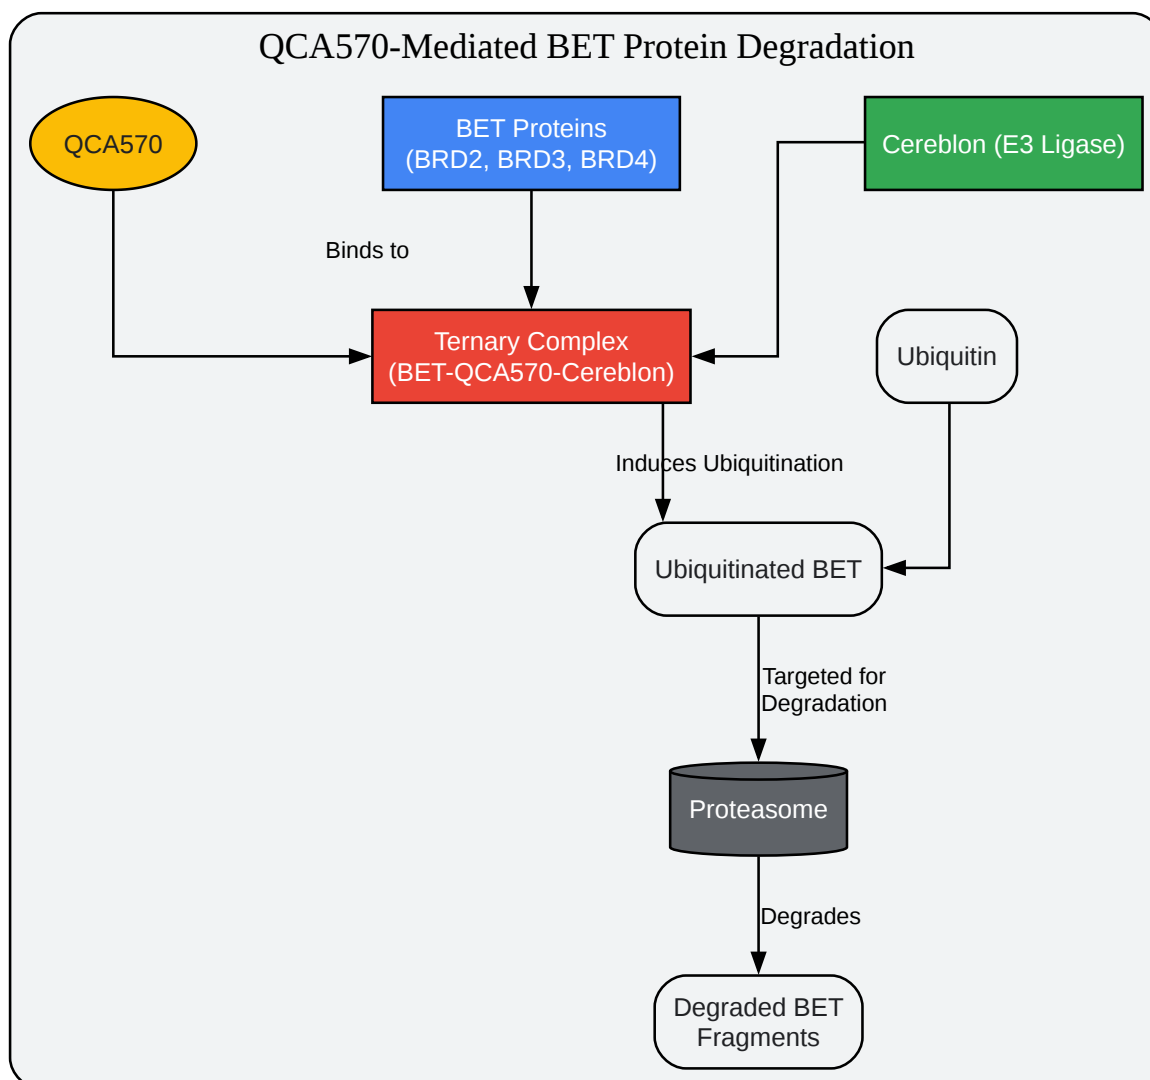 QCA570-Mediated BET Protein Degradation
QCA570
BET Proteins
(BRD2, BRD3, BRD4)
Cereblon (E3 Ligase)
Binds to
Ternary Complex
(BET-QCA570-Cereblon)
Ubiquitin
Induces Ubiquitination
Ubiquitinated BET
Targeted for
Degradation
Proteasome
Degrades
Degraded BET
Fragments